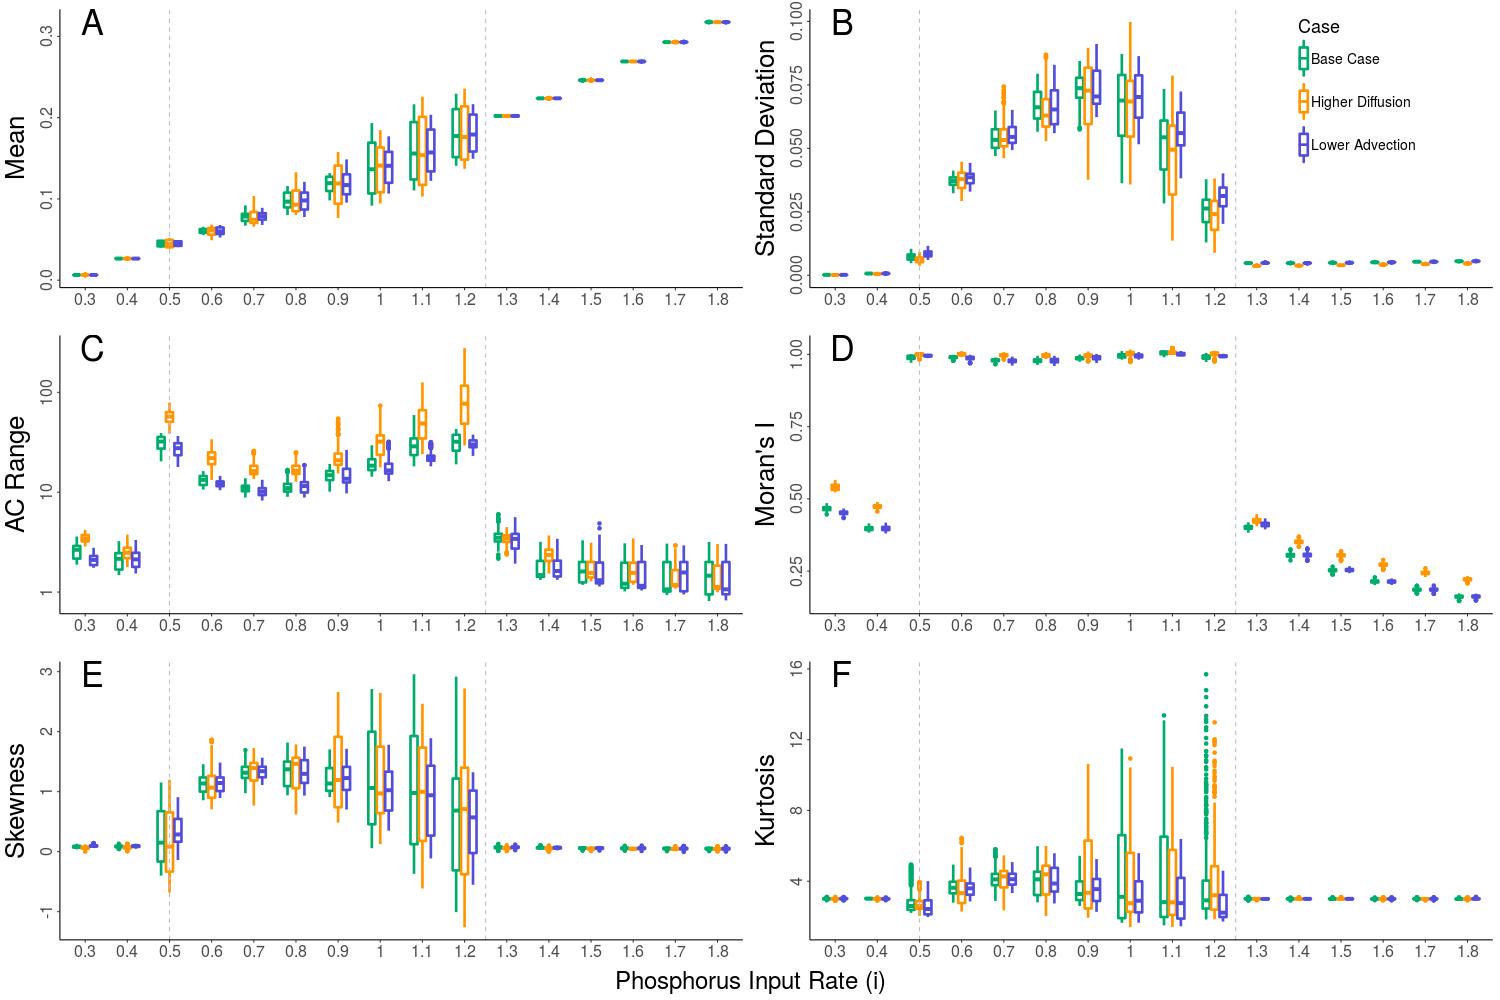 A
Mean
0.0
0.1
0.2
0.3
0.3 0.4 0.5 0.6 0.7 0.8 0.9 1 1.1 1.2 1.3 1.4 1.5 1.6 1.7 1.8
B
Standard Deviation
0.000
0.025
0.050
0.075
0.100
0.3 0.4 0.5 0.6 0.7 0.8 0.9 1 1.1 1.2 1.3 1.4 1.5 1.6 1.7 1.8
Case
Base Case
Higher Diffusion
Lower Advection
C
AC Range
1
10
100
0.3 0.4 0.5 0.6 0.7 0.8 0.9 1 1.1 1.2 1.3 1.4 1.5 1.6 1.7 1.8
D
Moran's I
0.25
0.50
0.75
1.00
0.3 0.4 0.5 0.6 0.7 0.8 0.9 1 1.1 1.2 1.3 1.4 1.5 1.6 1.7 1.8
E
Skewness
-1
0
1
2
3
0.3 0.4 0.5 0.6 0.7 0.8 0.9 1 1.1 1.2 1.3 1.4 1.5 1.6 1.7 1.8
F
Kurtosis
4
8
12
16
0.3 0.4 0.5 0.6 0.7 0.8 0.9 1 1.1 1.2 1.3 1.4 1.5 1.6 1.7 1.8
Phosphorus Input Rate (i)